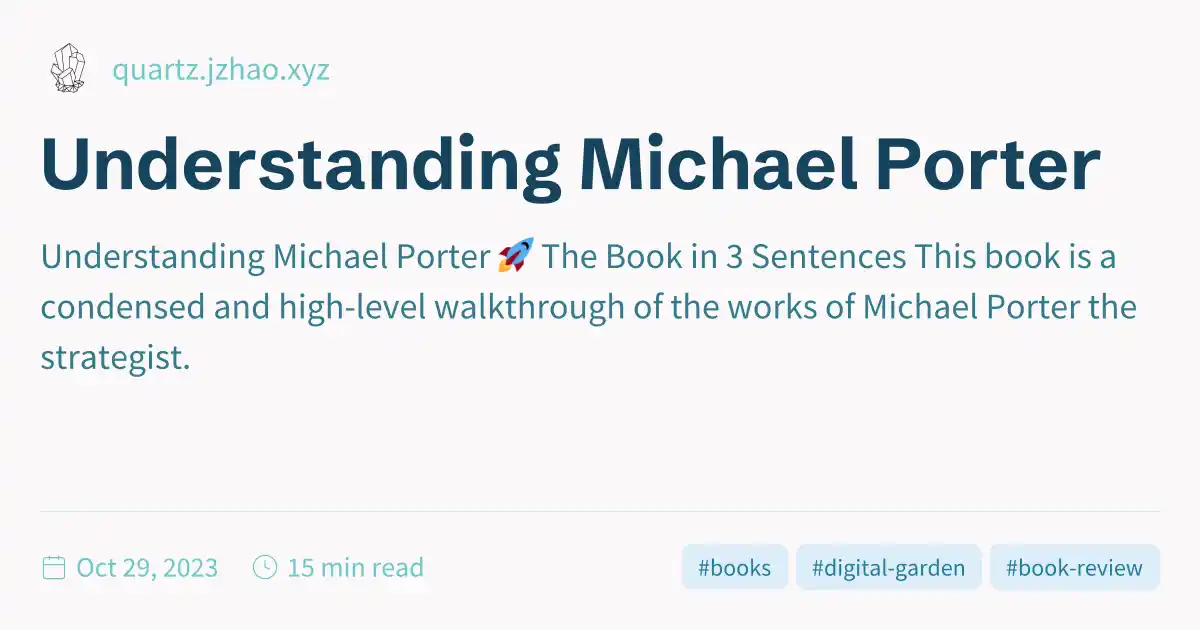 quartz.jzhao.xyz
Understanding Michael Porter
Understanding Michael Porter 🚀 The Book in 3 Sentences This book is a
condensed and high-level walkthrough of the works of Michael Porter the
strategist.
Oct 29, 2023 15 min read #books #digital-garden #book-review